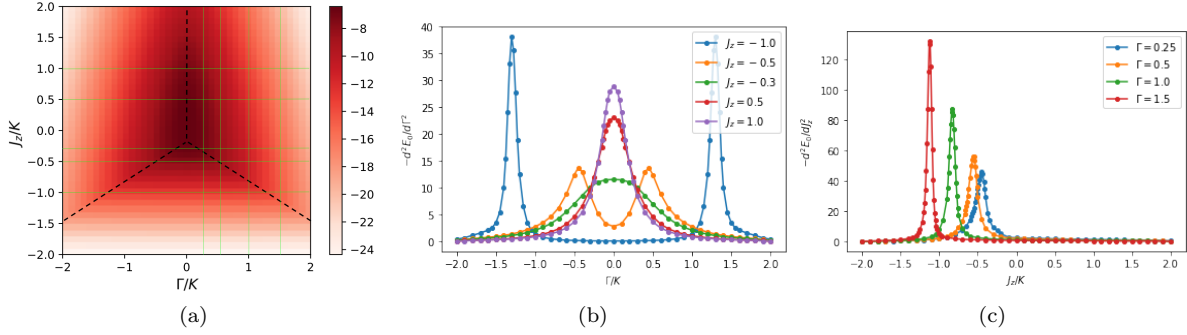 2.0
1.5
1.0
0.5
0.0
−0.5
−1.0
−1.5
−2.0
J_z/K
−2 −1 0 1 2
Γ/K
−8
−10
−12
−14
−16
−18
−20
−22
−24
(a)
40
35
30
25
20
15
10
5
0
−d²E₀/dΓ²
−2.0 −1.5 −1.0 −0.5 0.0 0.5 1.0 1.5 2.0
Γ/K
J_z = −1.0
J_z = −0.5
J_z = −0.3
J_z = 0.5
J_z = 1.0
(b)
120
100
80
60
40
20
0
−d²E₀/dJ_z²
−2.0 −1.5 −1.0 −0.5 0.0 0.5 1.0 1.5 2.0
J_z/K
Γ = 0.25
Γ = 0.5
Γ = 1.0
Γ = 1.5
(c)